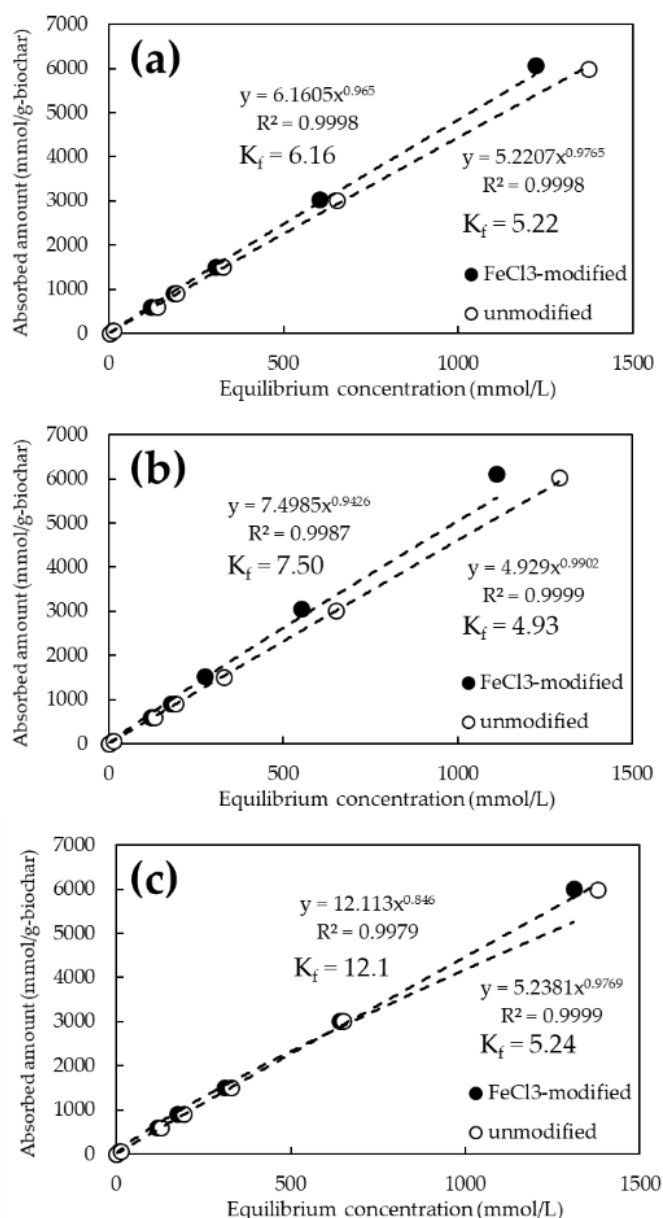 (a)
7000
6000
5000
4000
3000
2000
1000
0
Absorbed amount (mmol/g-biochar)
y = 6.1605x^0.965
R² = 0.9998
K_f = 6.16
y = 5.2207x^0.9765
R² = 0.9998
K_f = 5.22
FeCl3-modified
unmodified
0 500 1000 1500
Equilibrium concentration (mmol/L)
(b)
7000
6000
5000
4000
3000
2000
1000
0
Absorbed amount (mmol/g-biochar)
y = 7.4985x^0.9426
R² = 0.9987
K_f = 7.50
y = 4.929x^0.9902
R² = 0.9999
K_f = 4.93
FeCl3-modified
unmodified
0 500 1000 1500
Equilibrium concentration (mmol/L)
(c)
7000
6000
5000
4000
3000
2000
1000
0
Absorbed amount (mmol/g-biochar)
y = 12.113x^0.846
R² = 0.9979
K_f = 12.1
y = 5.2381x^0.9769
R² = 0.9999
K_f = 5.24
FeCl3-modified
unmodified
0 500 1000 1500
Equilibrium concentration (mmol/L)